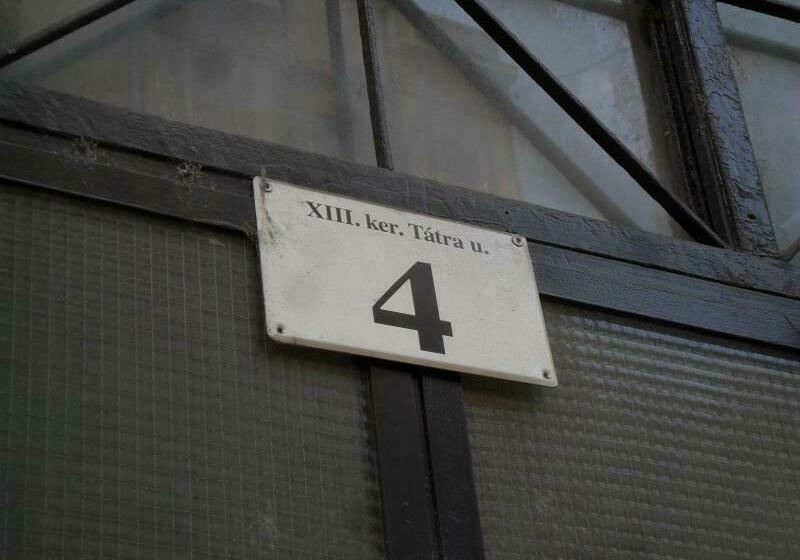 XIII. ker. Tátra u.
4